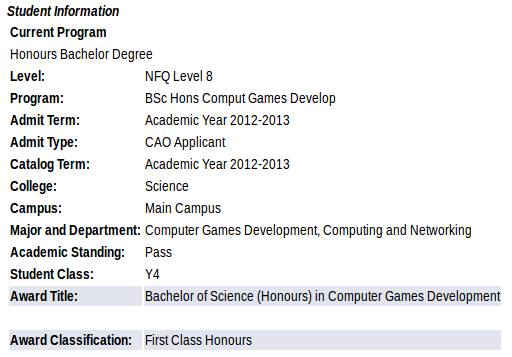 Student Information
Current Program
Honours Bachelor Degree
Level: NFQ Level 8
Program: BSc Hons Comput Games Develop
Admit Term: Academic Year 2012-2013
Admit Type: CAO Applicant
Catalog Term: Academic Year 2012-2013
College: Science
Campus: Main Campus
Major and Department: Computer Games Development, Computing and Networking
Academic Standing: Pass
Student Class: Y4
Award Title: Bachelor of Science (Honours) in Computer Games Development
Award Classification: First Class Honours